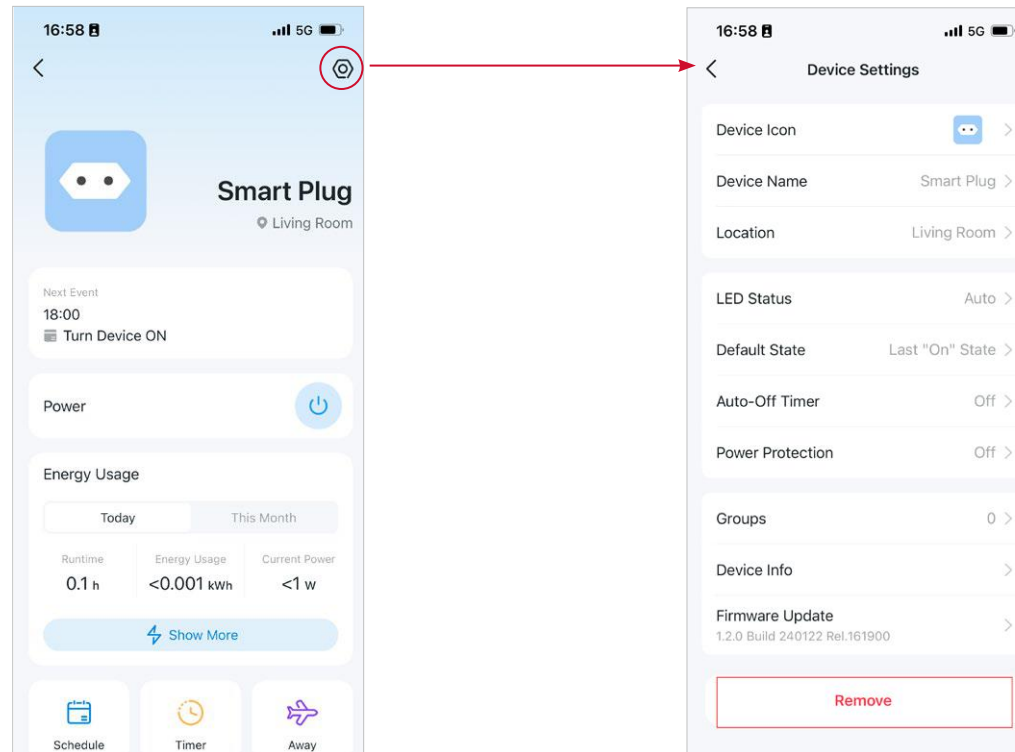 16:58 5G
Smart Plug
Living Room
Next Event
18:00
Turn Device ON
Power
Energy Usage
Today This Month
Runtime Energy Usage Current Power
0.1 h <0.001 kWh <1 w
Show More
Schedule Timer Away
16:58 5G
Device Settings
Device Icon
Device Name Smart Plug
Location Living Room
LED Status Auto
Default State Last "On" State
Auto-Off Timer Off
Power Protection Off
Groups 0
Device Info
Firmware Update
1.2.0 Build 240122 Rel.161900
Remove